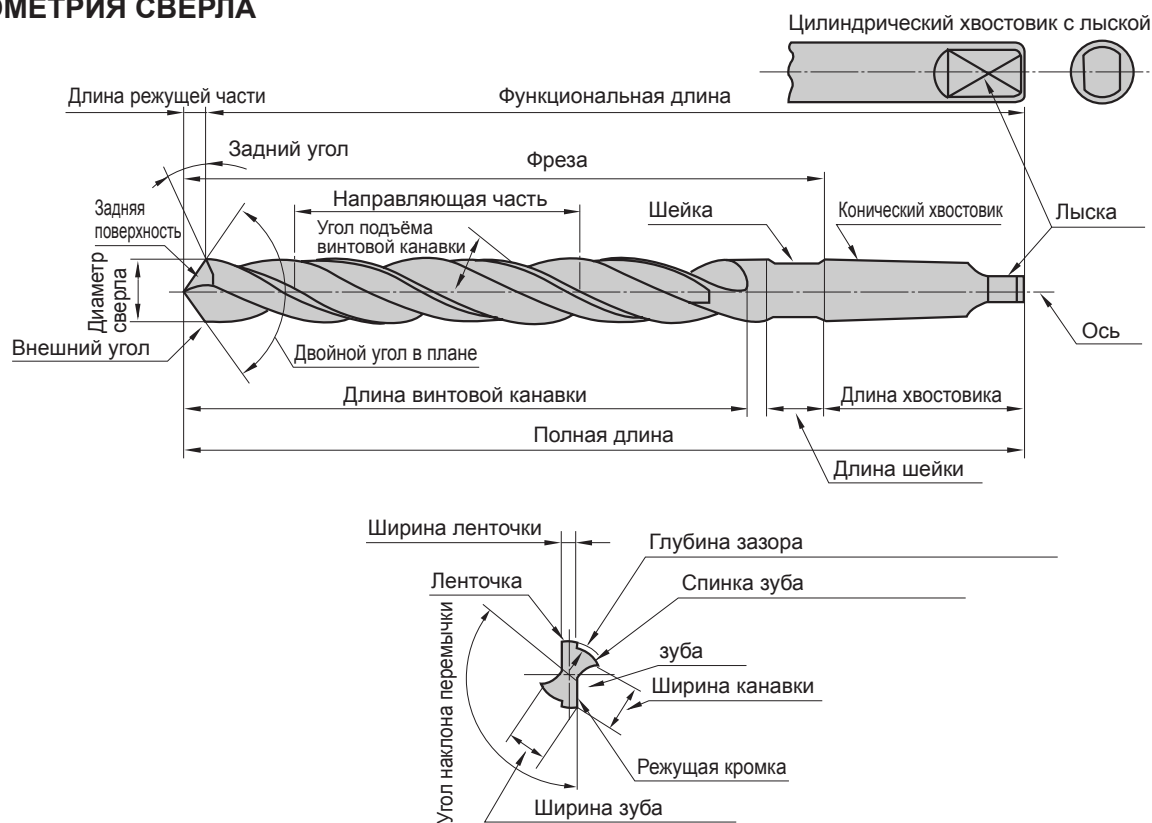 ОМЕТРИЯ СВЕРЛА
Цилиндрический хвостовик с лыской
Длина режущей части
Функциональная длина
Задний угол
Фреза
Задняя
поверхность
Направляющая часть
Угол подъёма
винтовой канавки
Шейка
Конический хвостовик
Лыска
Диаметр
сверла
Внешний угол
Двойной угол в плане
Ось
Длина винтовой канавки
Длина хвостовика
Полная длина
Длина шейки
Ширина ленточки
Глубина зазора
Ленточка
Спинка зуба
Угол наклона перемычки
зуба
Ширина канавки
Режущая кромка
Ширина зуба